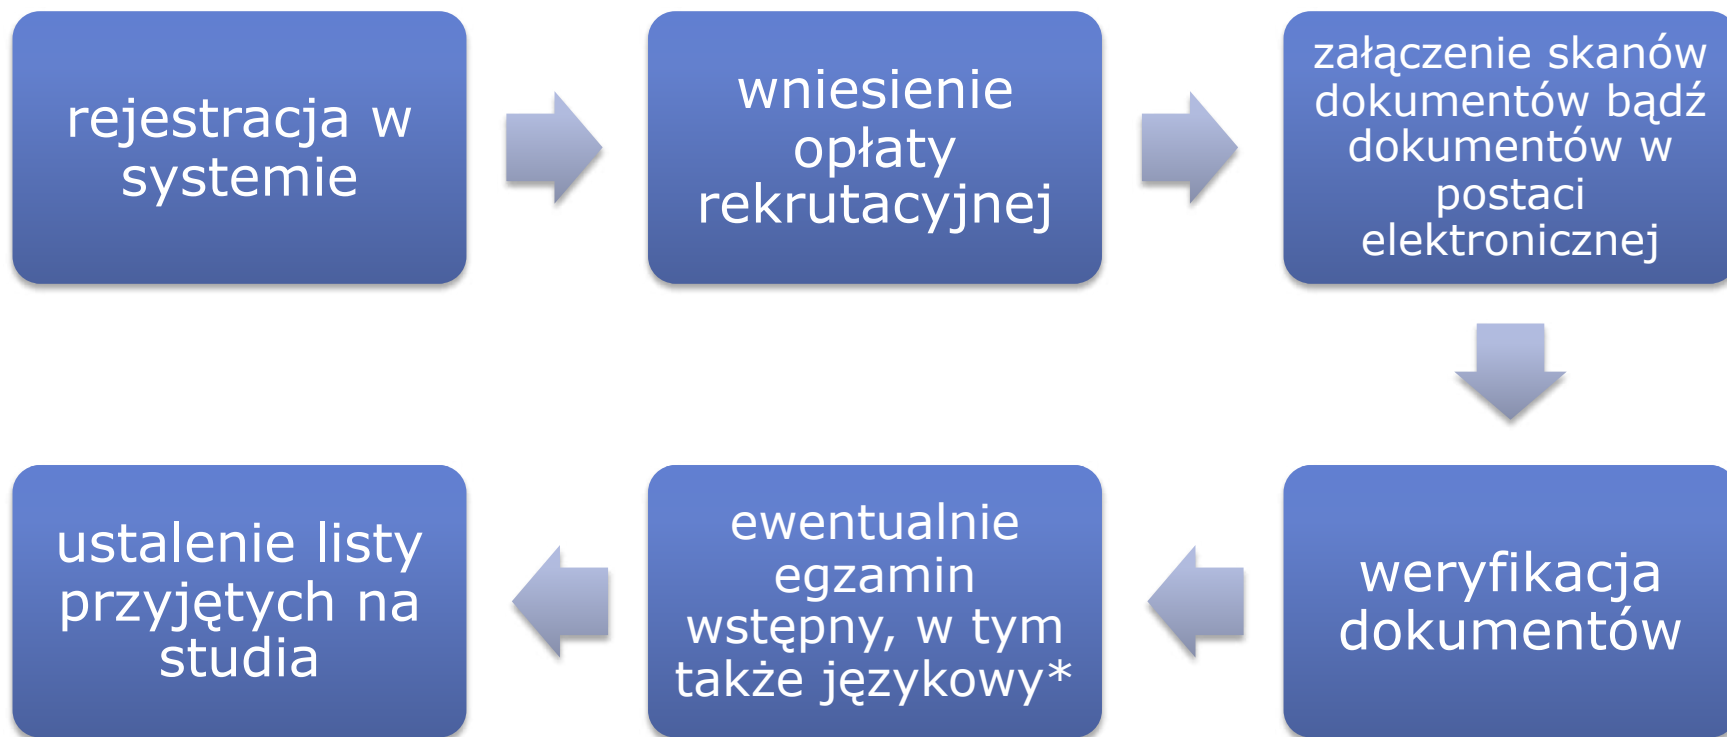 rejestracja w
systemie
wniesienie
opłaty
rekrutacyjnej
załączenie skanów
dokumentów bądź
dokumentów w
postaci
elektronicznej
weryfikacja
dokumentów
ewentualnie
egzamin
wstępny, w tym
także językowy*
ustalenie listy
przyjętych na
studia